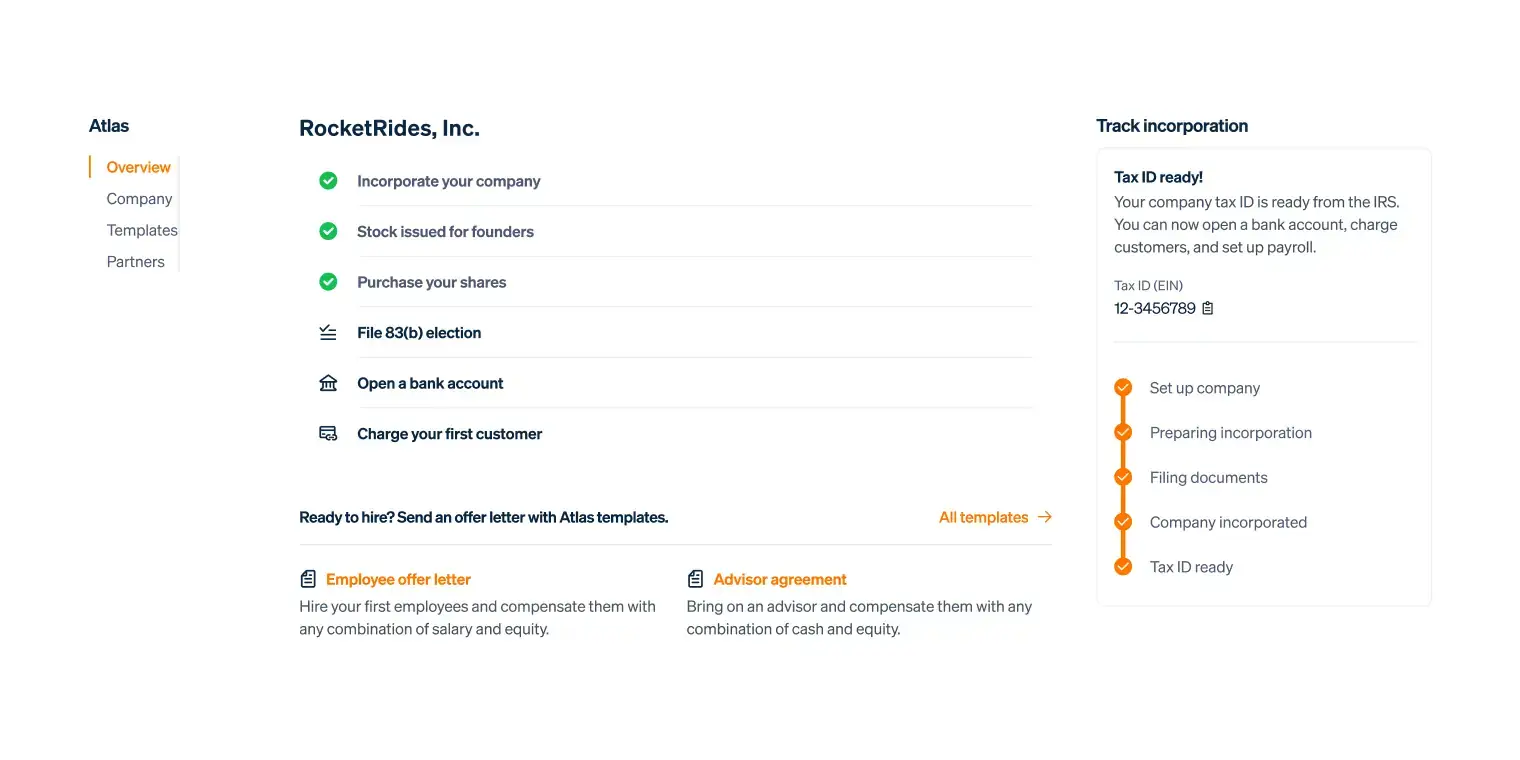 Atlas
Overview
Company
Templates
Partners
RocketRides, Inc.
Incorporate your company
Stock issued for founders
Purchase your shares
File 83(b) election
Open a bank account
Charge your first customer
Ready to hire? Send an offer letter with Atlas templates.
All templates →
Employee offer letter
Hire your first employees and compensate them with
any combination of salary and equity.
Advisor agreement
Bring on an advisor and compensate them with any
combination of cash and equity.
Track incorporation
Tax ID ready!
Your company tax ID is ready from the IRS.
You can now open a bank account, charge
customers, and set up payroll.
Tax ID (EIN)
12-3456789
Set up company
Preparing incorporation
Filing documents
Company incorporated
Tax ID ready